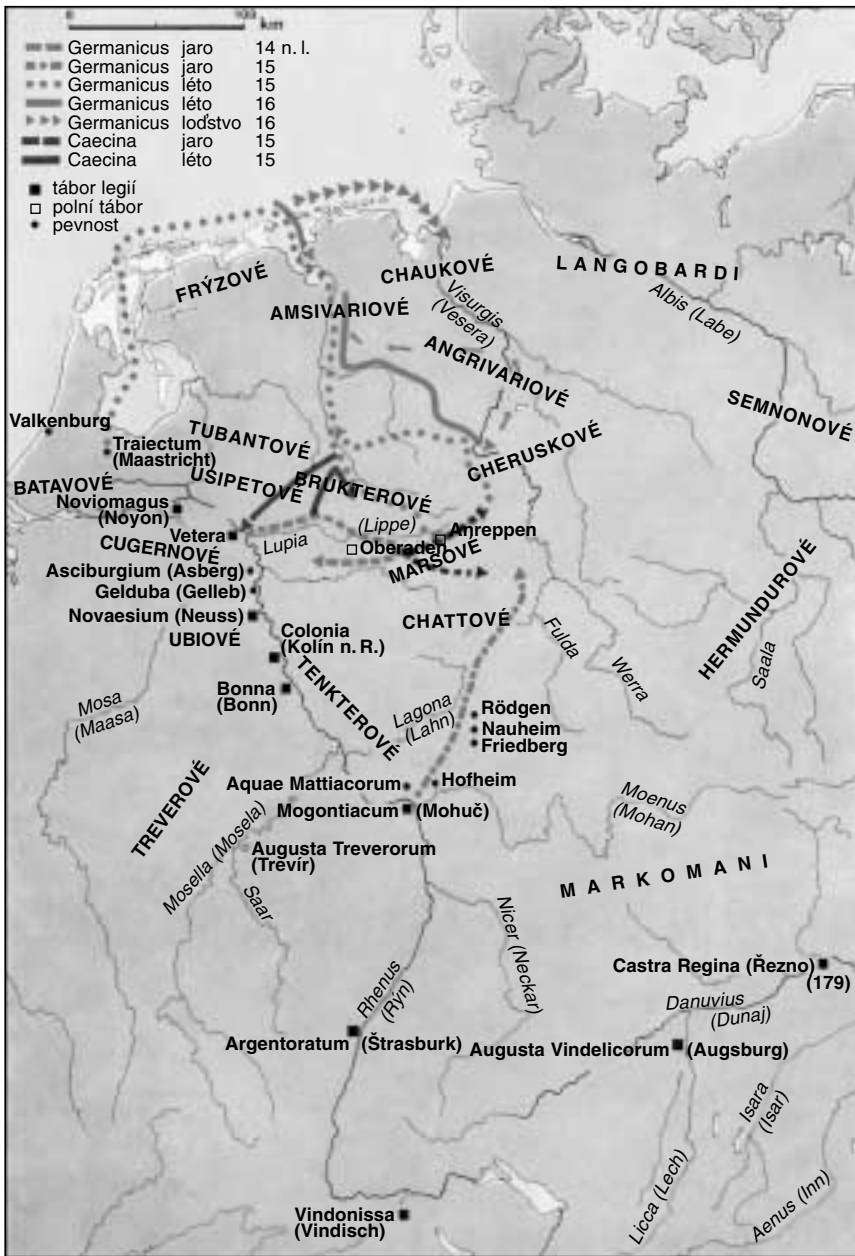 100
km
Germanicus jaro 14 n. l.
Germanicus jaro 15
Germanicus léto 15
Germanicus léto 16
Germanicus loďstvo 16
Caecina jaro 15
Caecina léto 15
tábor legií
polní tábor
pevnost
FRÝZOVÉ
CHAUKOVÉ
LANGOBARDI
AMSIVARIOVÉ
Visurgis
(Vesera)
Albis (Labe)
ANGRIVARIOVÉ
SEMNONOVÉ
Valkenburg
Traiectum
(Maastricht)
TUBANTOVÉ
CHERUSKOVÉ
BATAVOVÉ
USIPETOVÉ
BRUKTEROVÉ
Noviomagus
(Noyon)
Vetera
Lupia
(Lippe)
Anreppen
Oberaden
CUGERNOVÉ
MARSOVÉ
Asciburgium (Asberg)
Gelduba (Gelleb)
Novaesium (Neuss)
CHATTOVÉ
HERMUNDUROVÉ
UBIOVÉ
Colonia
(Kolín n. R.)
Fulda
Werra
Saala
Bonna
(Bonn)
TENKTEROVÉ
Mosa
(Maasa)
Lagona
(Lahn)
Rödgen
Nauheim
Friedberg
TREVEROVÉ
Aquae Mattiacorum
Hofheim
Mogontiacum
(Mohuč)
Moenus
(Mohan)
Mosella (Mosela)
Augusta Treverorum
(Trevír)
Saar
MARKOMANI
Nicer (Neckar)
Castra Regina (Řezno)
(179)
Rhenus
(Rýn)
Danuvius
(Dunaj)
Argentoratum
(Štrasburk)
Augusta Vindelicorum
(Augsburg)
Isara
(Isar)
Licca (Lech)
Aenus (Inn)
Vindonissa
(Vindisch)